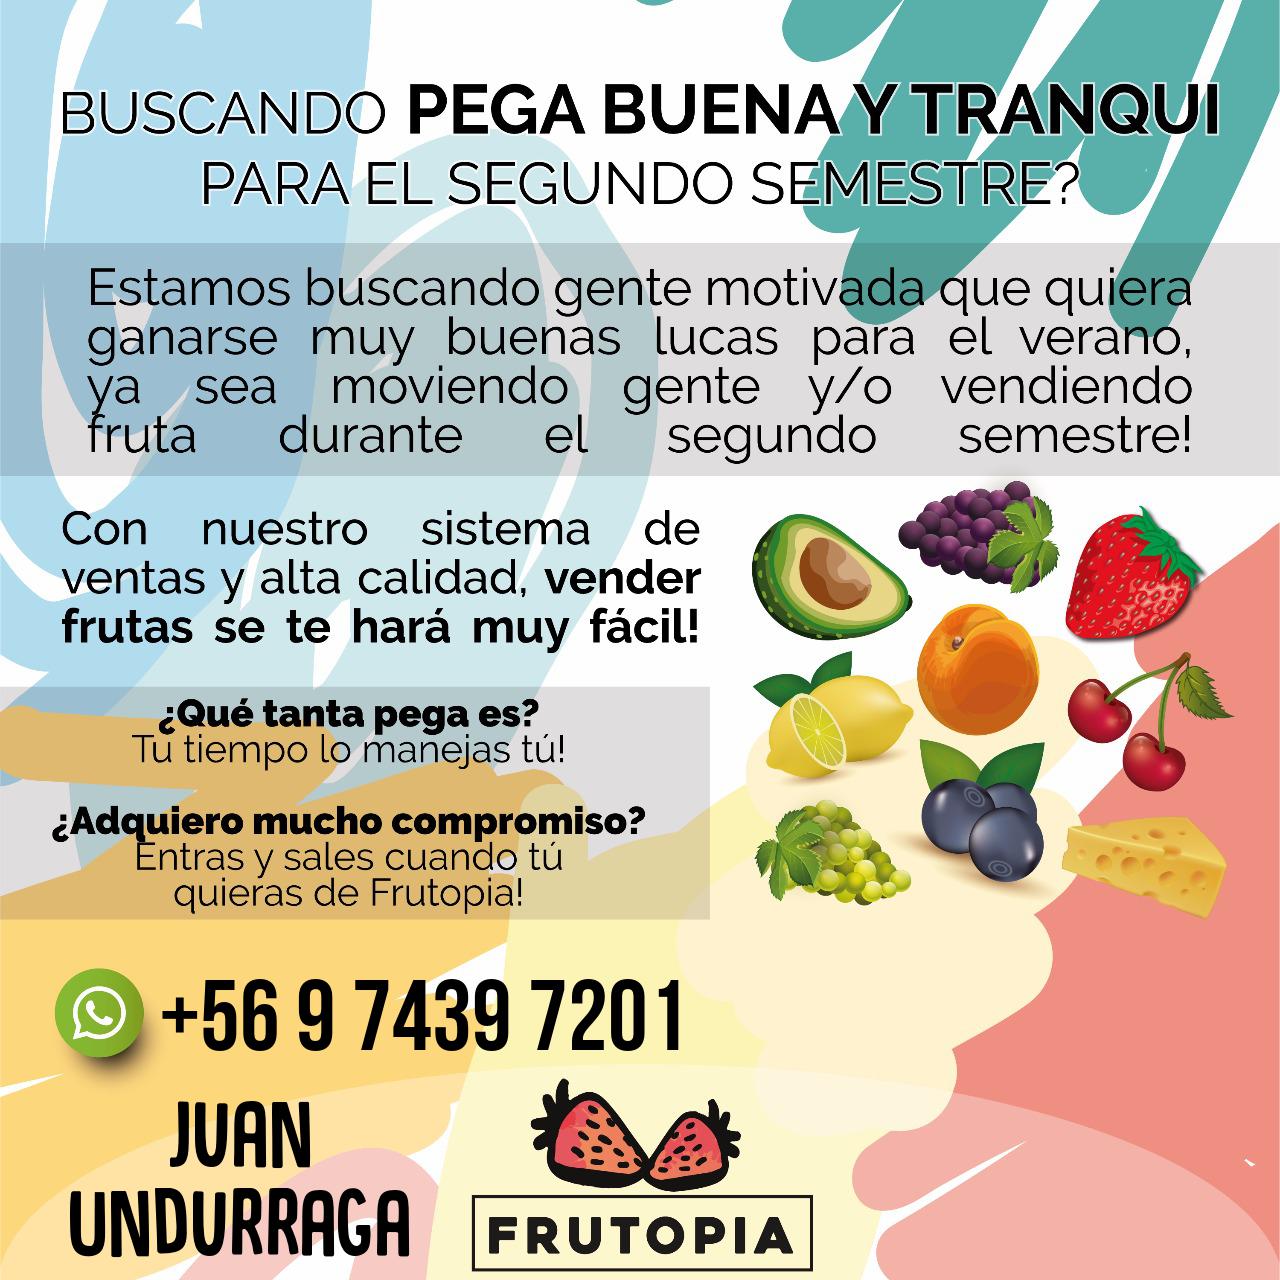 BUSCANDO PEGA BUENA Y TRANQUI
PARA EL SEGUNDO SEMESTRE?
Estamos buscando gente motivada que quiera
ganarse muy buenas lucas para el verano,
ya sea moviendo gente y/o vendiendo
fruta durante el segundo semestre!
Con nuestro sistema de
ventas y alta calidad, vender
frutas se te hará muy fácil!
¿Qué tanta pega es?
Tu tiempo lo manejas tú!
¿Adquiero mucho compromiso?
Entras y sales cuando tú
quieras de Frutopia!
+56 9 7439 7201
JUAN
UNDURRAGA
FRUTOPIA